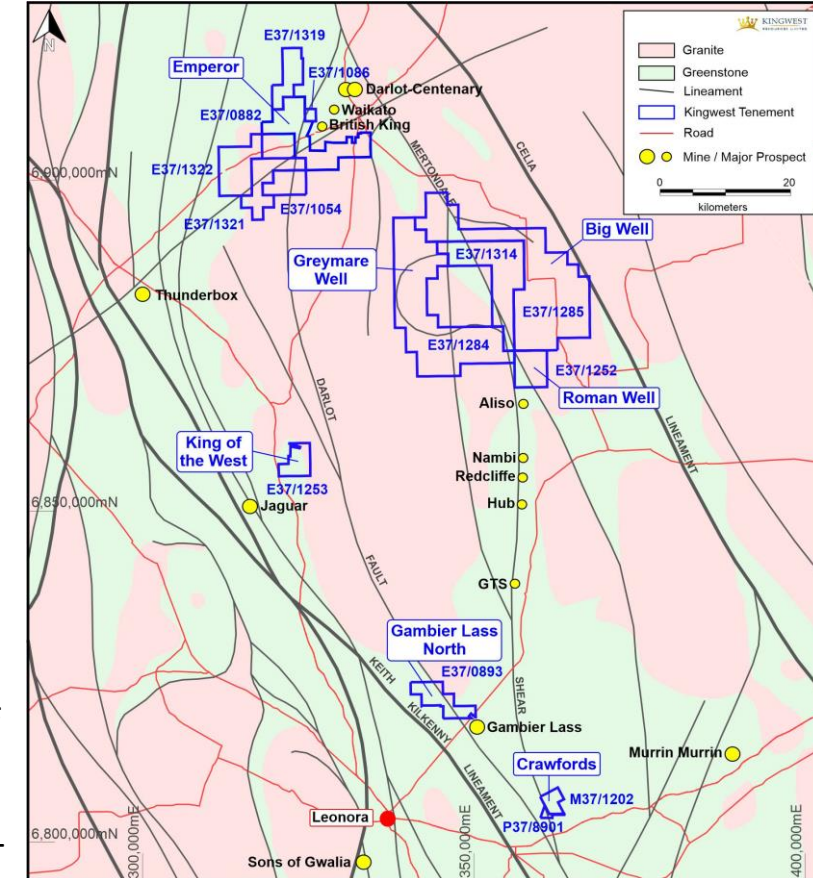 N
E37/1319
Emperor
E37/1086
Darlot-Centenary
Waikato
E37/0882
British King
6,900,000mN
E37/1322
E37/1321
E37/1054
MERTONDALE
CELIA
KINGWEST
Granite
Greenstone
Lineament
Kingwest Tenement
Road
Mine / Major Prospect
0
20
kilometers
Big Well
Greymare
Well
E37/1314
E37/1285
E37/1284
E37/1252
Roman Well
Thunderbox
DARLOT
Aliso
LINEAMENT
King of
the West
E37/1253
Nambi
Redcliffe
Hub
6,850,000mN
Jaguar
GTS
FAULT
Gambier Lass
North
E37/0893
KEITH
KILKENNY
LINEAMENT
SHEAR
Gambier Lass
Murrin Murrin
Crawfords
M37/1202
P37/8901
Leonora
6,800,000mN
Sons of Gwalia
300,000mE
350,000mE
400,000mE